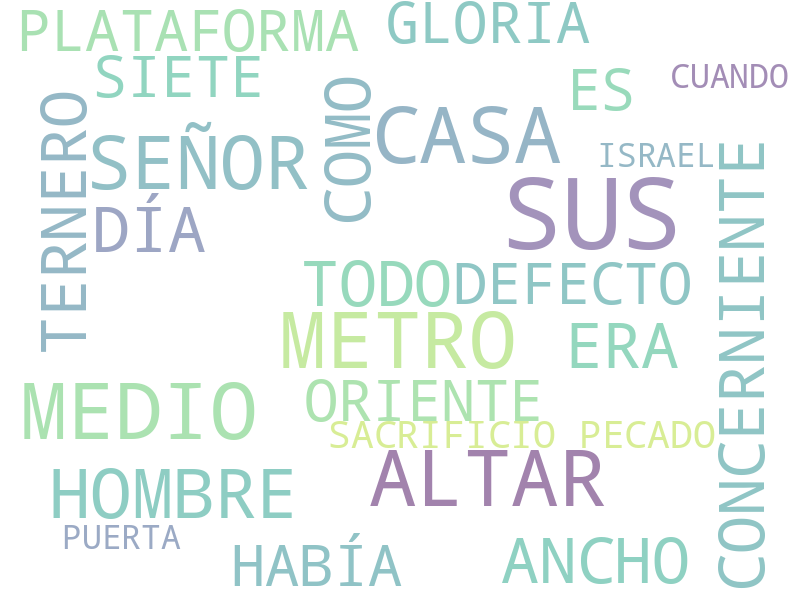 PLATAFORMA
GLORIA
SIETE
ES
CUANDO
TERNERO
SEÑOR
COMO
CASA
ISRAEL
DÍA
SUS
CONCERNIENTE
TODO
DEFECTO
METRO
ERA
MEDIO
ORIENTE
SACRIFICIO PECADO
HOMBRE
ALTAR
PUERTA
HABÍA
ANCHO